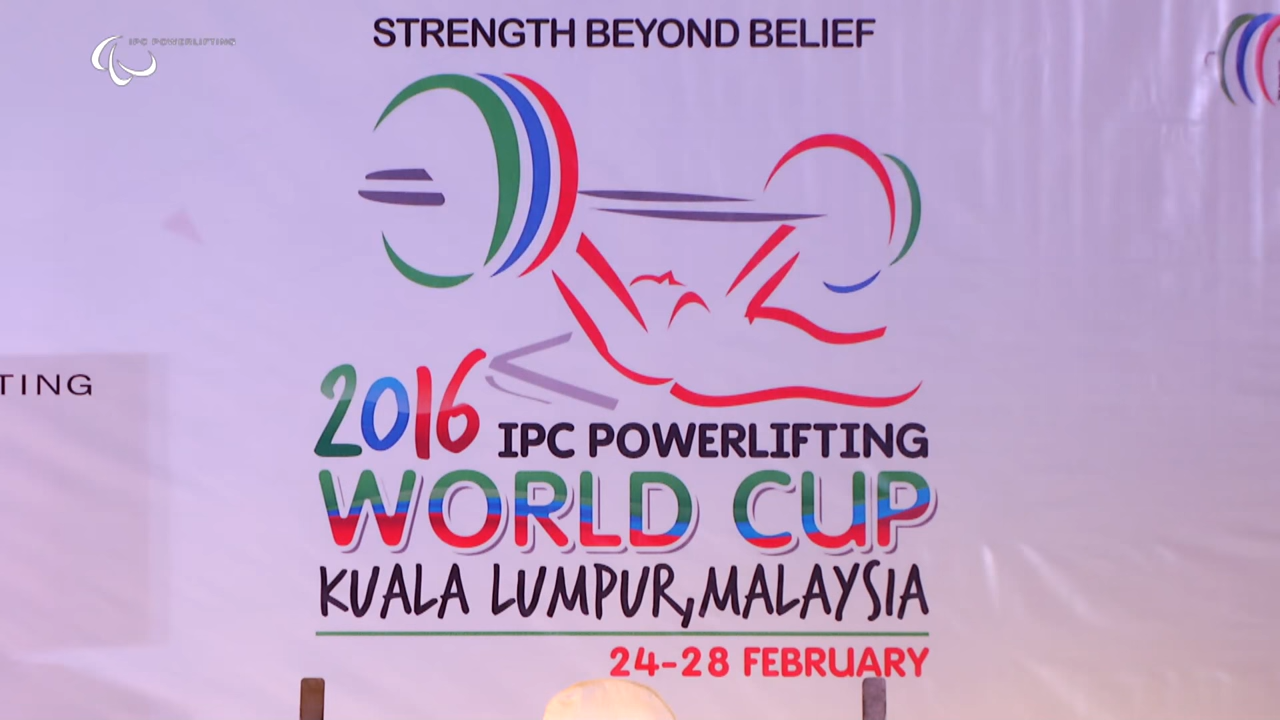 STRENGTH BEYOND BELIEF
IPC POWERLIFTING
TING
2016 IPC POWERLIFTING
WORLD CUP
KUALA LUMPUR, MALAYSIA
24-28 FEBRUARY